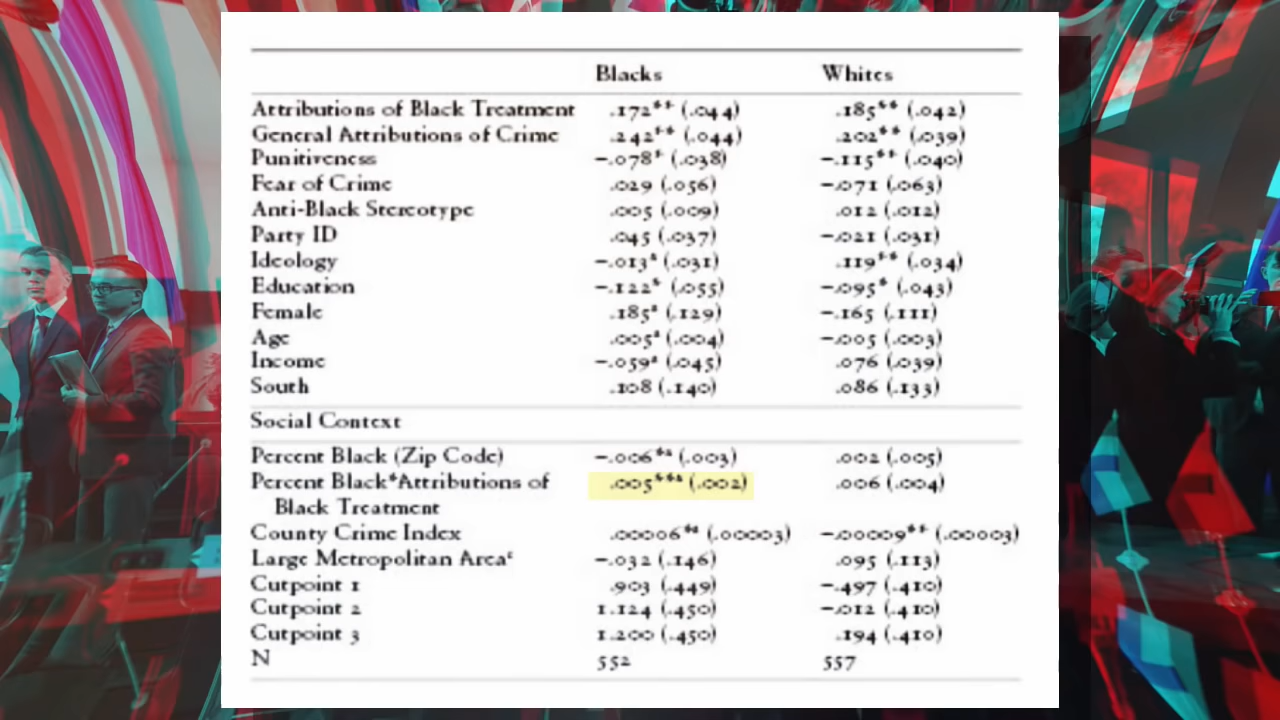 Blacks Whites
Attributions of Black Treatment .172** (.044) .185** (.042)
General Attributions of Crime .242** (.044) .202** (.039)
Punitiveness −.078* (.038) −.115** (.040)
Fear of Crime .029 (.056) −.071 (.063)
Anti-Black Stereotype .005 (.009) .012 (.012)
Party ID .045 (.037) −.021 (.031)
Ideology −.013ª (.031) .119** (.034)
Education −.122* (.055) −.095* (.043)
Female .185ª (.129) −.165 (.111)
Age .005ª (.004) −.005 (.003)
Income −.059ª (.045) .076 (.039)
South .108 (.140) .086 (.133)
Social Context
Percent Black (Zip Code) −.006*ª (.003) .002 (.005)
Percent Black*Attributions of .005**ª (.002) .006 (.004)
Black Treatment
County Crime Index .00006*ª (.00003) −.00009** (.00003)
Large Metropolitan Areaᶜ −.032 (.146) .095 (.113)
Cutpoint 1 .903 (.449) −.497 (.410)
Cutpoint 2 1.124 (.450) −.012 (.410)
Cutpoint 3 1.200 (.450) .194 (.410)
N 552 557